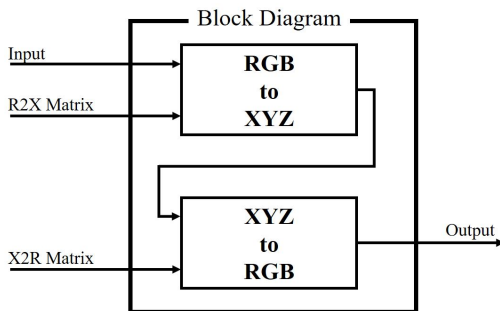 Block Diagram
Input
RGB
to
XYZ
R2X Matrix
XYZ
to
RGB
Output
X2R Matrix